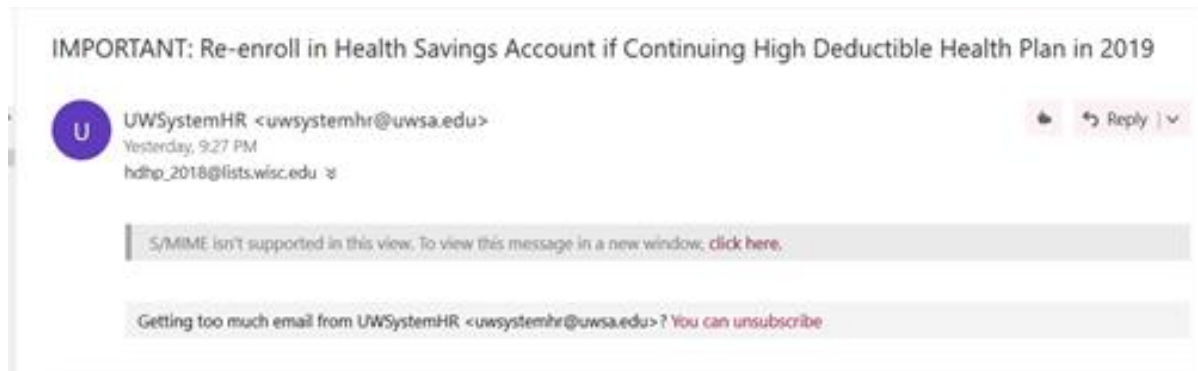 IMPORTANT: Re-enroll in Health Savings Account if Continuing High Deductible Health Plan in 2019
U
UWSystemHR <uwsystemhr@uwsa.edu>
Reply
Yesterday, 9:27 PM
hdhp_2018@lists.wisc.edu
S/MIME isn't supported in this view. To view this message in a new window, click here.
Getting too much email from UWSystemHR <uwsystemhr@uwsa.edu>? You can unsubscribe